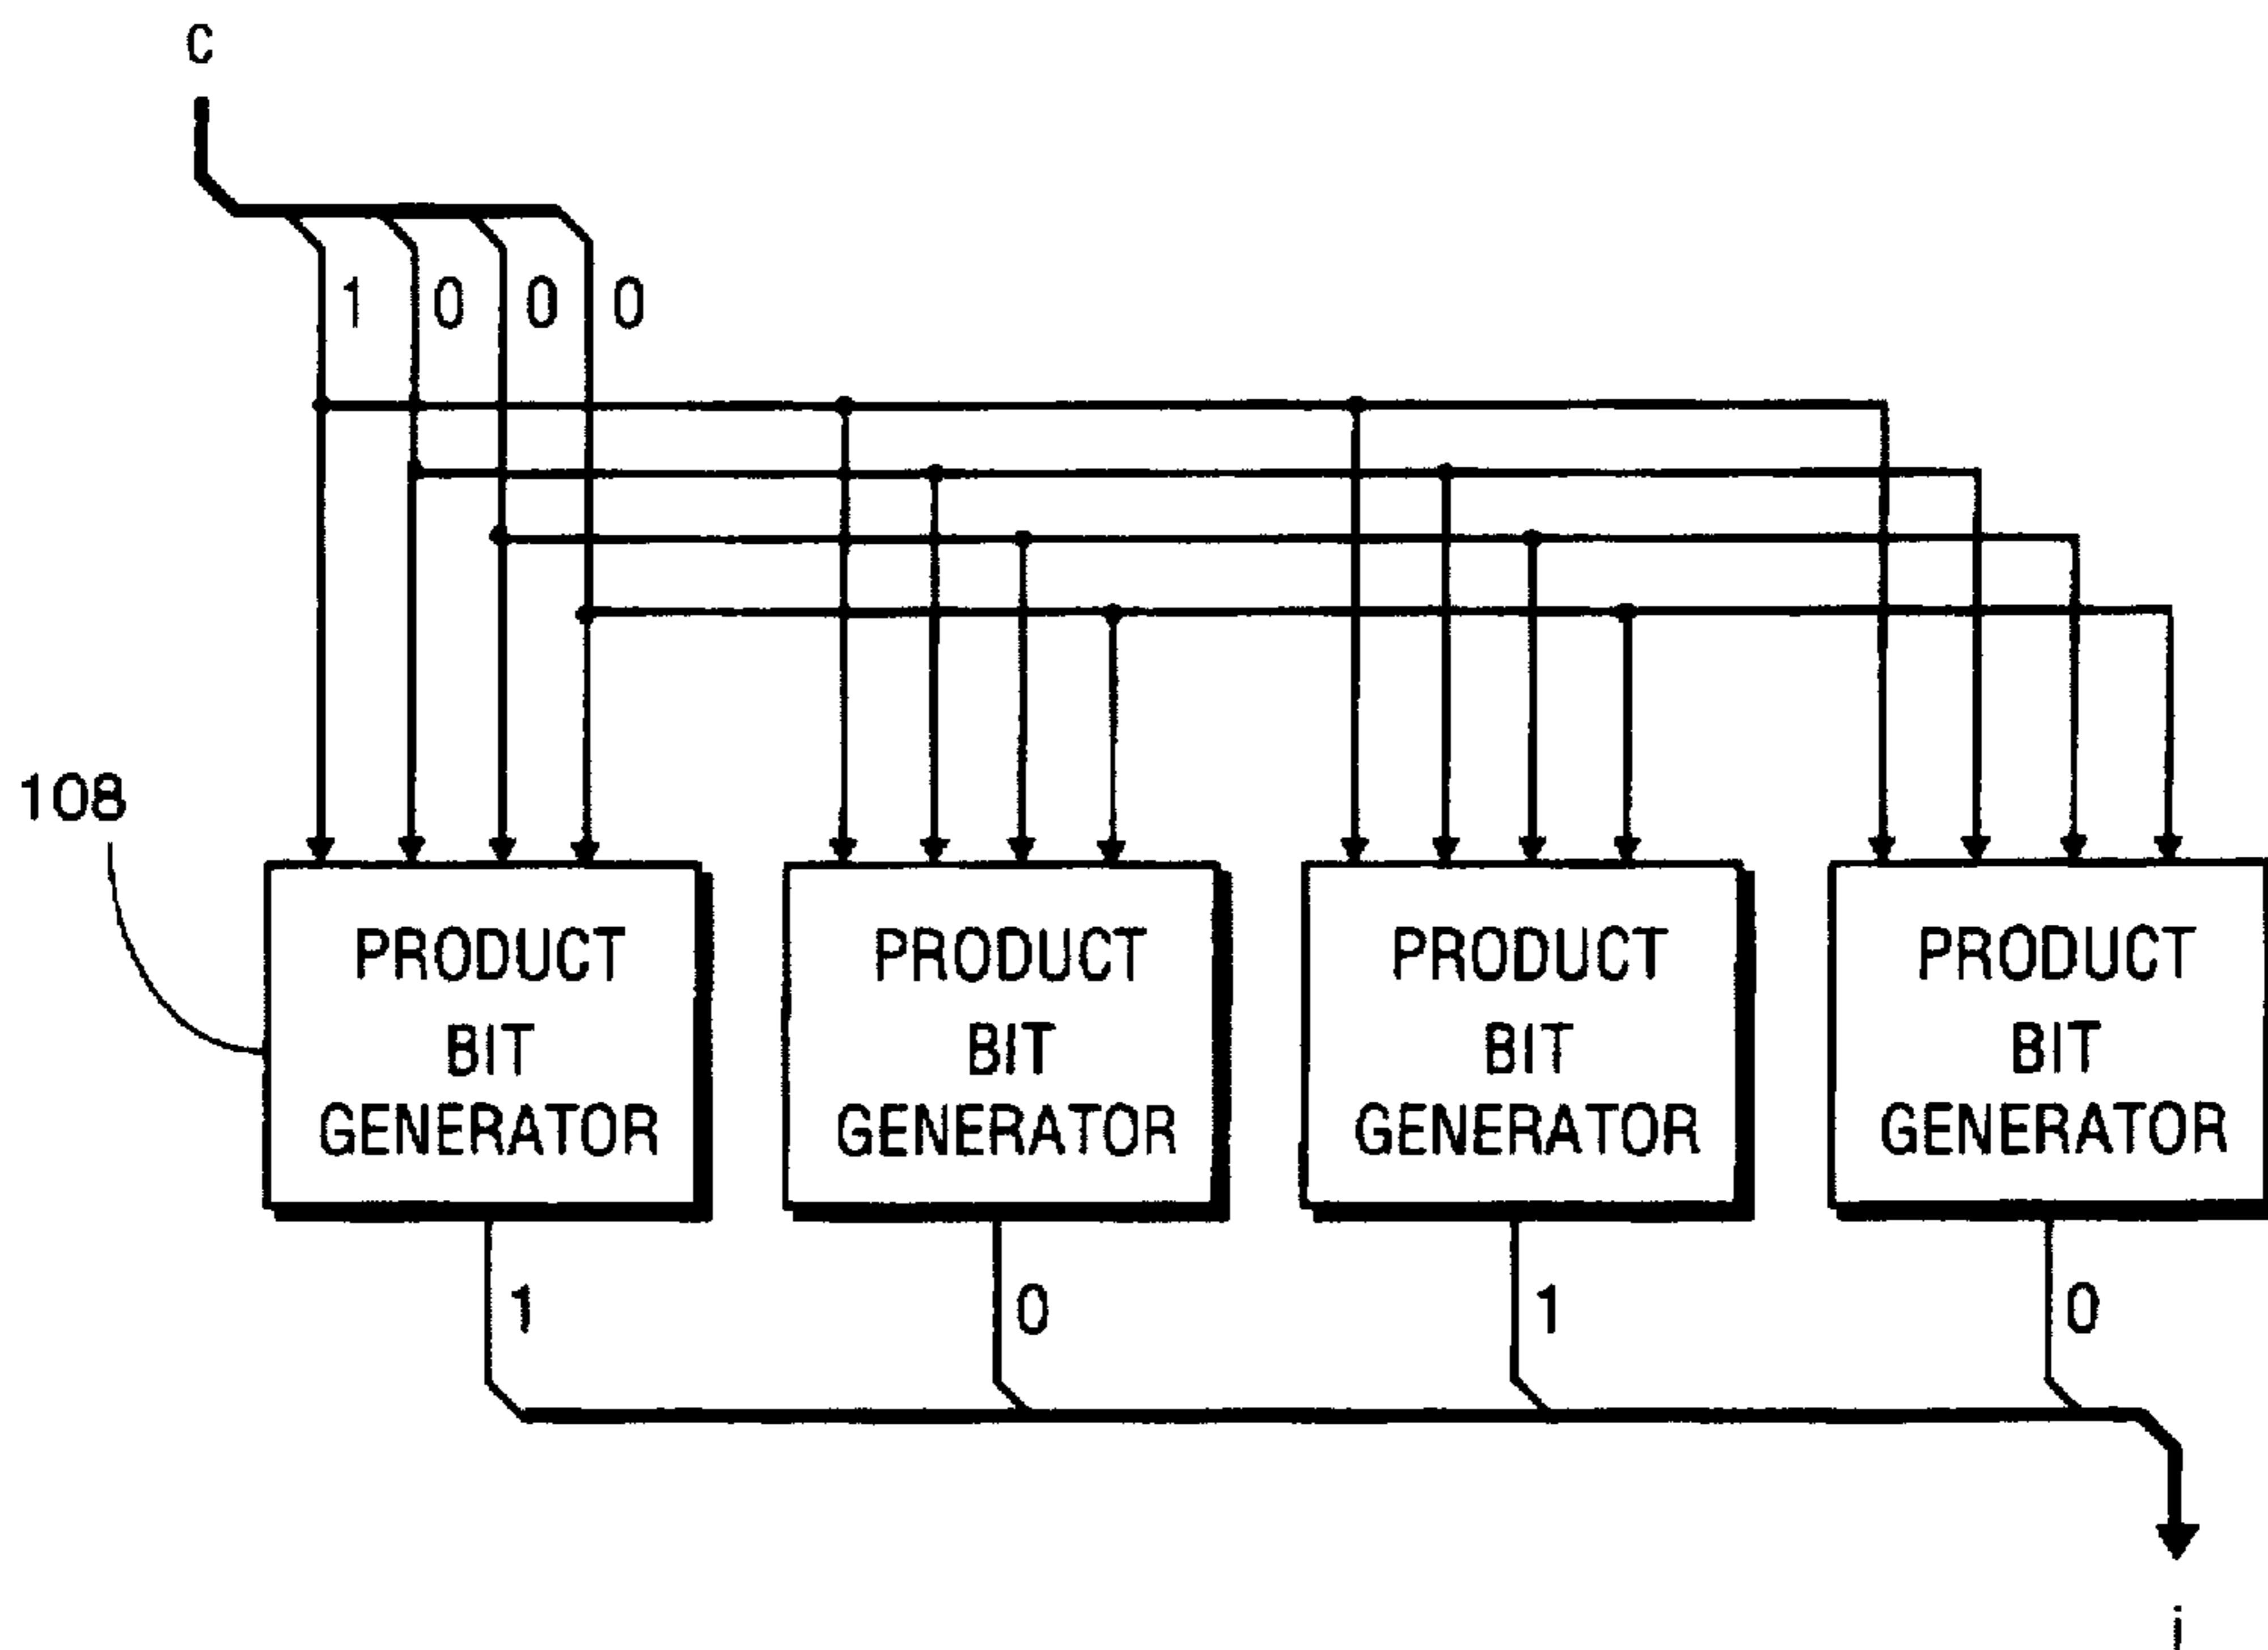 C
1 0 0 0
108
PRODUCT BIT GENERATOR
PRODUCT BIT GENERATOR
PRODUCT BIT GENERATOR
PRODUCT BIT GENERATOR
1 0 1 0
i